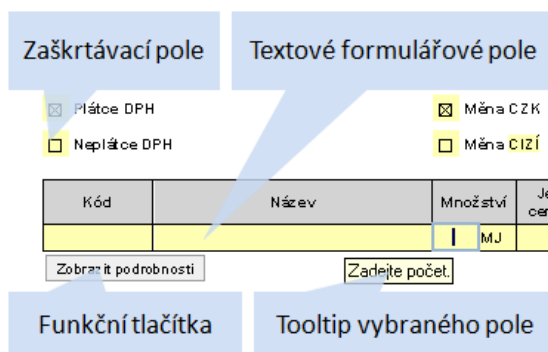 Zaškrtávací pole
Textové formulářové pole
Plátce DPH
Měna CZK
Neplátce DPH
Měna CIZÍ
Kód
Název
Množství
MJ
Zobrazit podrobnosti
Zadejte počet.
Funkční tlačítka
Tooltip vybraného pole